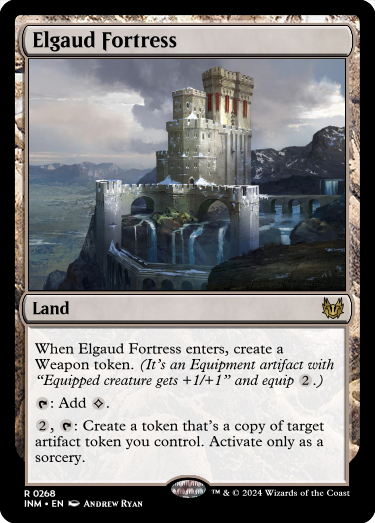 Elgaud Fortress
Land
When Elgaud Fortress enters, create a
Weapon token. (It's an Equipment artifact with
“Equipped creature gets +1/+1” and equip 2.)
: Add .
2, : Create a token that's a copy of target
artifact token you control. Activate only as a
sorcery.
R 0268
INM • EN Andrew Ryan
™ & © 2024 Wizards of the Coast